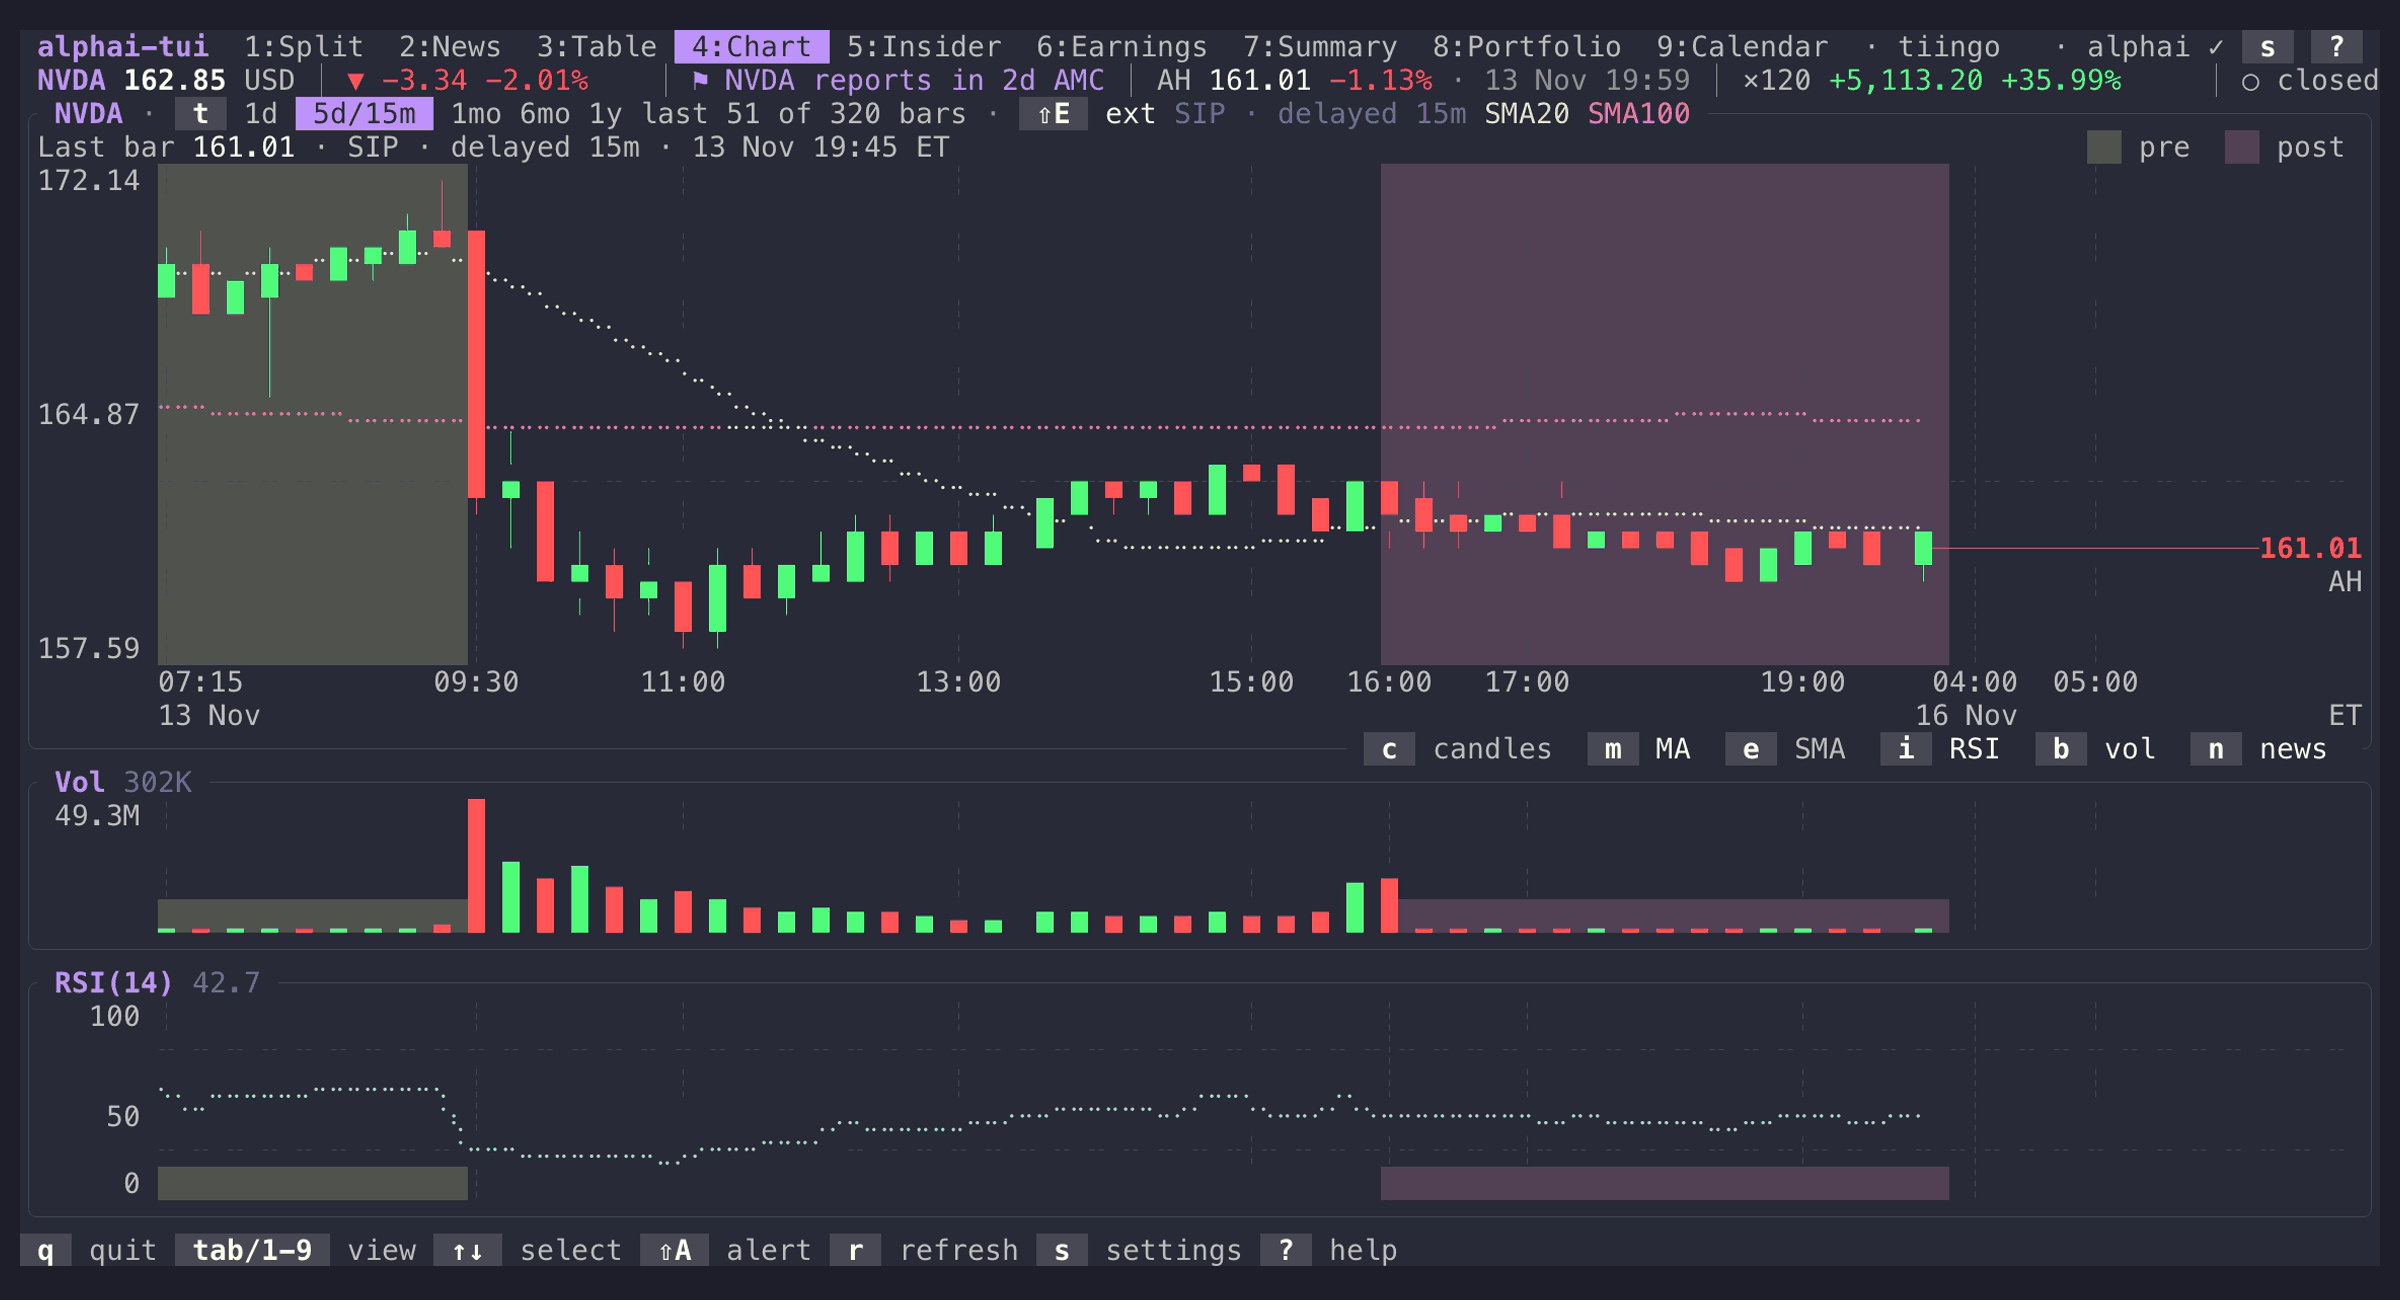 alphai-tui 1:Split 2:News 3:Table 4:Chart 5:Insider 6:Earnings 7:Summary 8:Portfolio 9:Calendar · tiingo · alphai ✓ s ?
NVDA 162.85 USD │ ▼ −3.34 −2.01% │ ⚑ NVDA reports in 2d AMC │ AH 161.01 −1.13% · 13 Nov 19:59 │ ×120 +5,113.20 +35.99% │ ○ closed
NVDA · t 1d 5d/15m 1mo 6mo 1y last 51 of 320 bars · ⇧E ext SIP · delayed 15m SMA20 SMA100
Last bar 161.01 · SIP · delayed 15m · 13 Nov 19:45 ET pre post
172.14
164.87
161.01
AH
157.59
07:15 09:30 11:00 13:00 15:00 16:00 17:00 19:00 04:00 05:00
13 Nov 16 Nov ET
c candles m MA e SMA i RSI b vol n news
Vol 302K
49.3M
RSI(14) 42.7
100
50
0
q quit tab/1−9 view ↑↓ select ⇧A alert r refresh s settings ? help